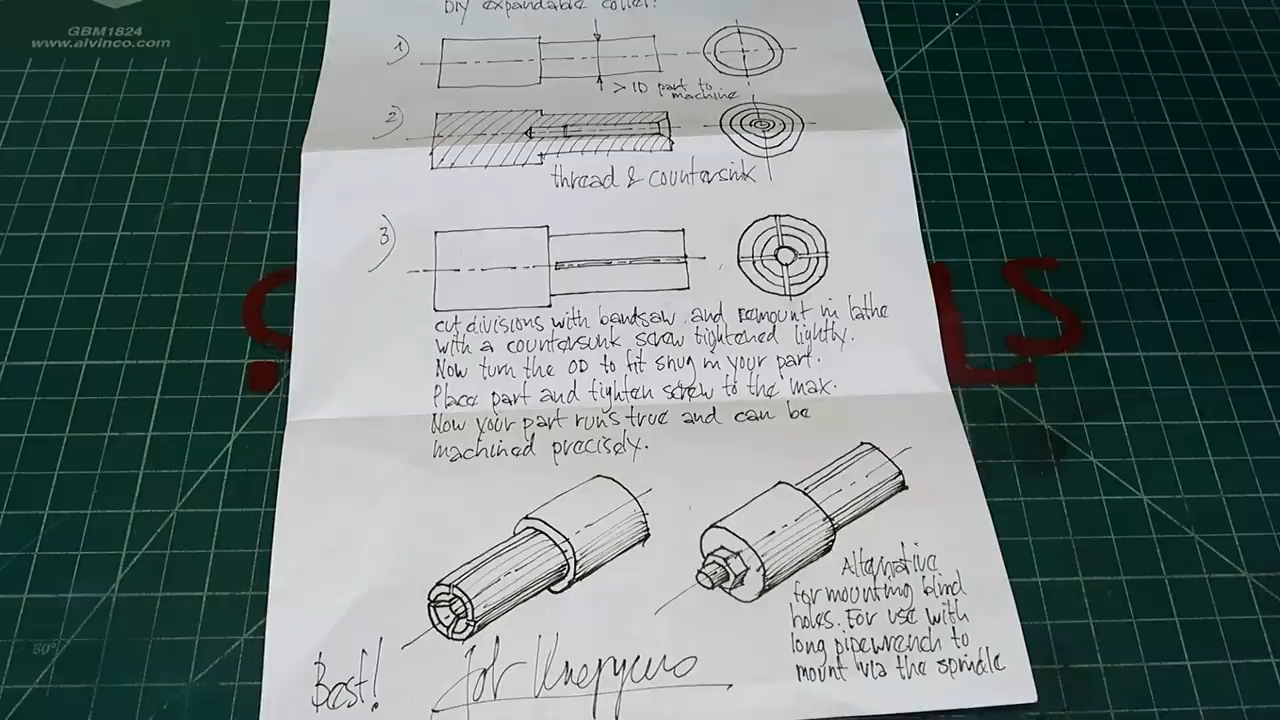 GBM1824
www.alvinco.com
DIY expandable collet.
1)
> ID part to
machine
2)
thread & countersink
3)
cut divisions with bandsaw and remount in lathe
with a countersunk screw tightened lightly.
Now turn the OD to fit snug in your part.
Place part and tighten screw to the max.
Now your part runs true and can be
machined precisely.
Alternative
for mounting blind
holes. For use with
long pipewrench to
mount via the spindle
Best!
80°